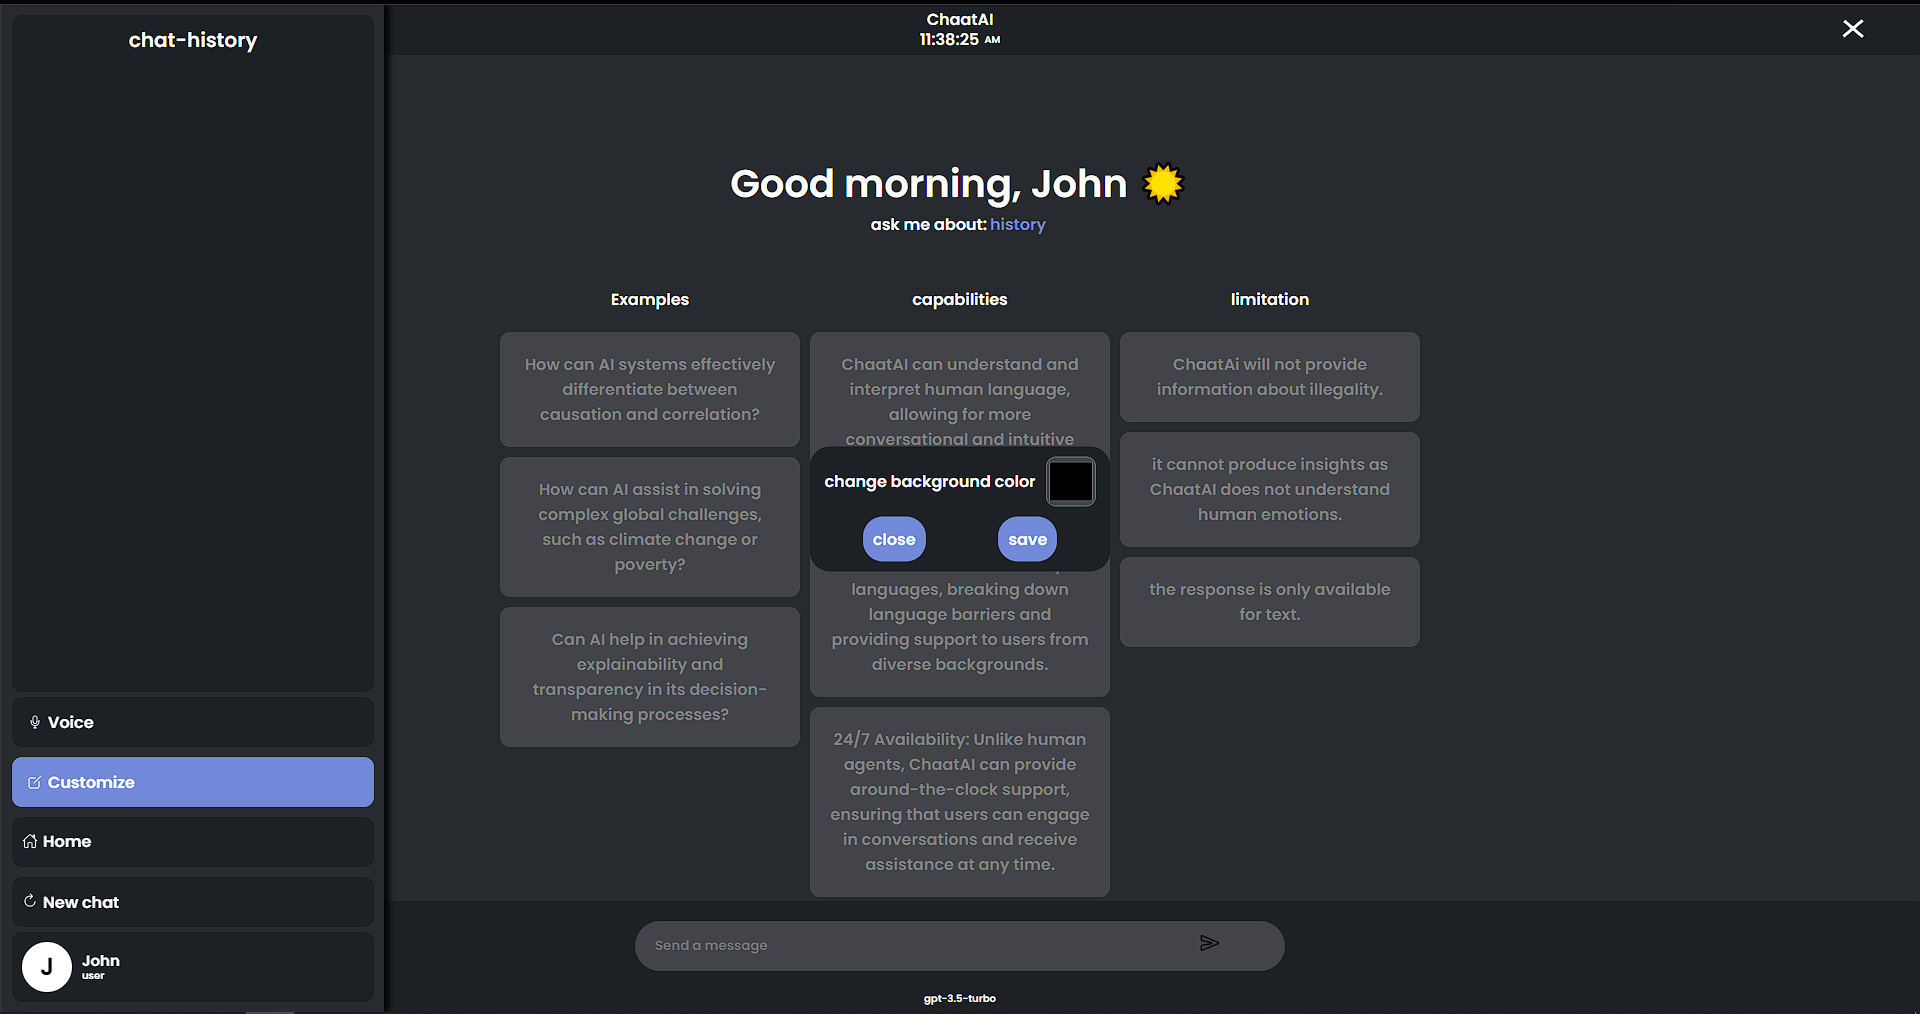 chat-history
Voice
Customize
Home
New chat
J
John
user
ChaatAI
11:38:25 AM
Good morning, John
ask me about: history
Examples
How can AI systems effectively
differentiate between
causation and correlation?
How can AI assist in solving
complex global challenges,
such as climate change or
poverty?
Can AI help in achieving
explainability and
transparency in its decision-
making processes?
capabilities
ChaatAI can understand and
interpret human language,
allowing for more
conversational and intuitive
change background color
close
save
languages, breaking down
language barriers and
providing support to users from
diverse backgrounds.
24/7 Availability: Unlike human
agents, ChaatAI can provide
around-the-clock support,
ensuring that users can engage
in conversations and receive
assistance at any time.
limitation
ChaatAi will not provide
information about illegality.
it cannot produce insights as
ChaatAI does not understand
human emotions.
the response is only available
for text.
Send a message
gpt-3.5-turbo